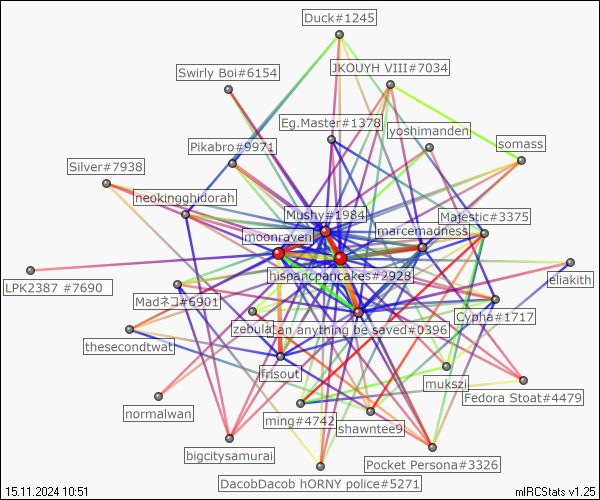 Duck#1245
JKOUYH VIII#7034
Swirly Boi#6154
Eg.Master#1378
yoshimanden
somass
Pikabro#9971
Silver#7938
neokingghidorah
Mushy#1984
Majestic#3375
marcemadness
moonraven
hispancpancakes#2928
LPK2387 #7690
eliakith
Madネコ#6901
Cypha#1717
zebula
Can anything be saved#0396
thesecondtwat
frisout
mukszi
Fedora Stoat#4479
normalwan
ming#4742
shawntee9
bigcitysamurai
Pocket Persona#3326
DacobDacob hORNY police#5271
15.11.2024 10:51
mIRCStats v1.25